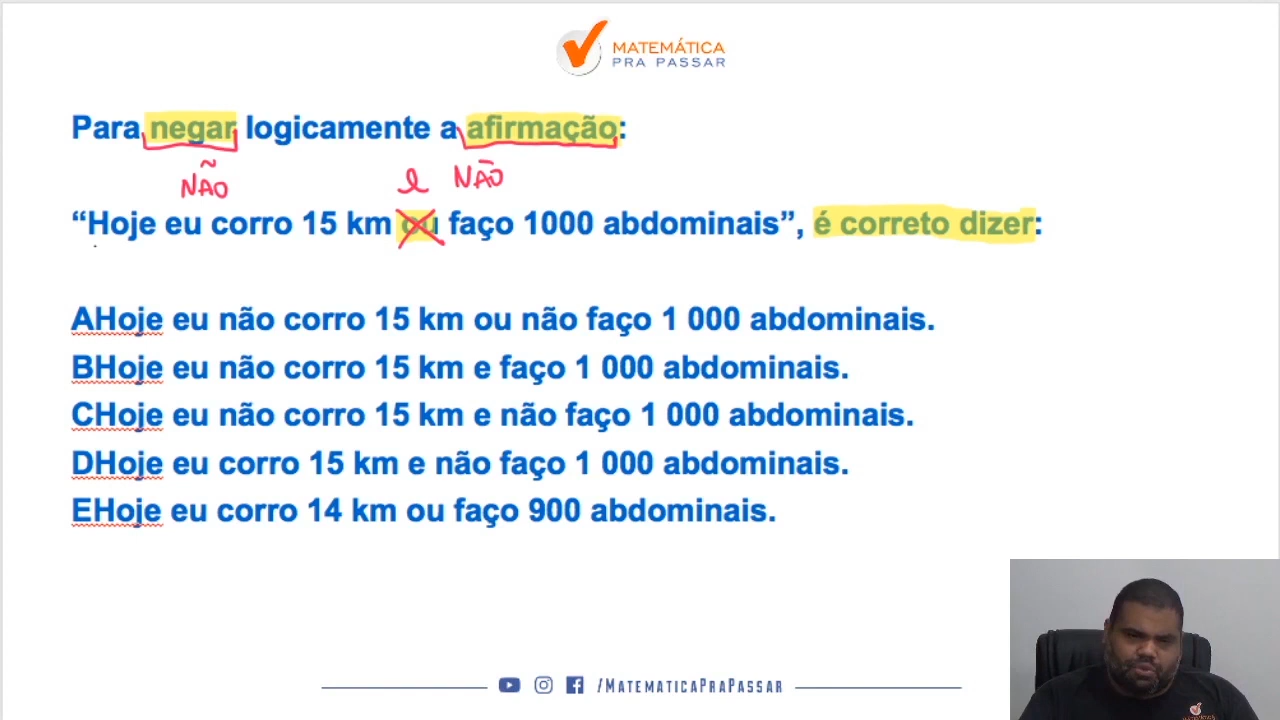 MATEMÁTICA
PRA PASSAR
Para negar logicamente a afirmação:
NÃO e NÃO
“Hoje eu corro 15 km ou faço 1000 abdominais”, é correto dizer:
AHoje eu não corro 15 km ou não faço 1 000 abdominais.
BHoje eu não corro 15 km e faço 1 000 abdominais.
CHoje eu não corro 15 km e não faço 1 000 abdominais.
DHoje eu corro 15 km e não faço 1 000 abdominais.
EHoje eu corro 14 km ou faço 900 abdominais.
/MATEMATICAPRAPASSAR